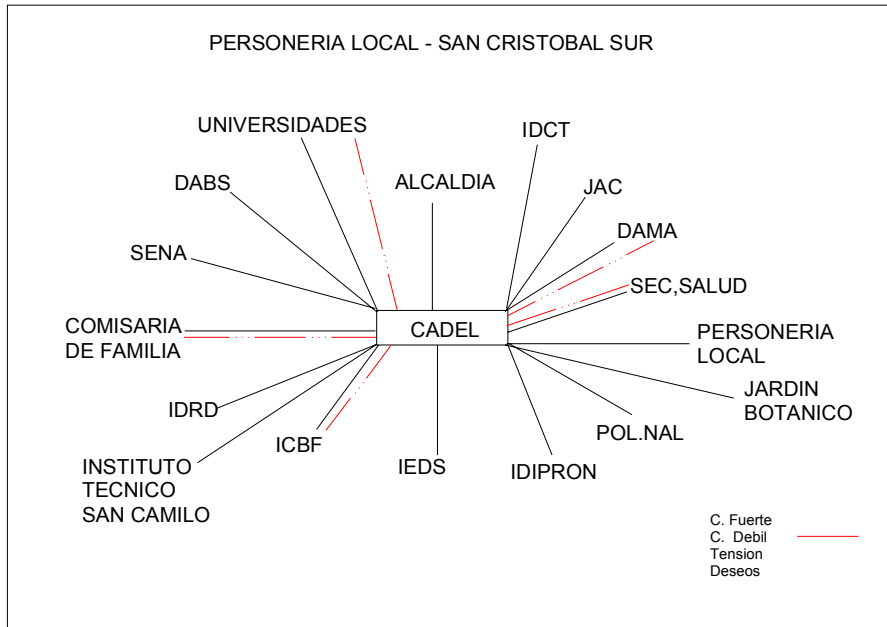 PERSONERIA LOCAL - SAN CRISTOBAL SUR
UNIVERSIDADES
IDCT
DABS
ALCALDIA
JAC
DAMA
SENA
SEC,SALUD
COMISARIA
DE FAMILIA
CADEL
PERSONERIA
LOCAL
JARDIN
BOTANICO
IDRD
ICBF
IEDS
IDIPRON
POL.NAL
INSTITUTO
TECNICO
SAN CAMILO
C. Fuerte
C. Debil
Tension
Deseos